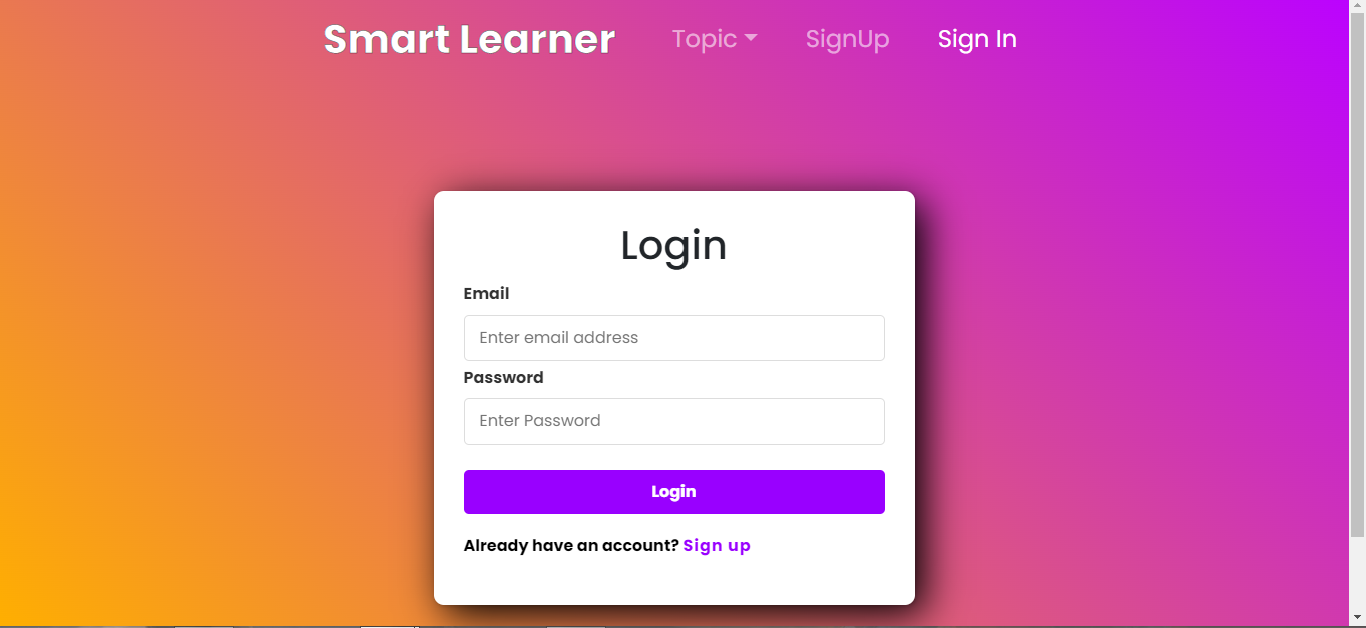 Smart Learner Topic SignUp Sign In
Login
Email
Enter email address
Password
Enter Password
Login
Already have an account? Sign up